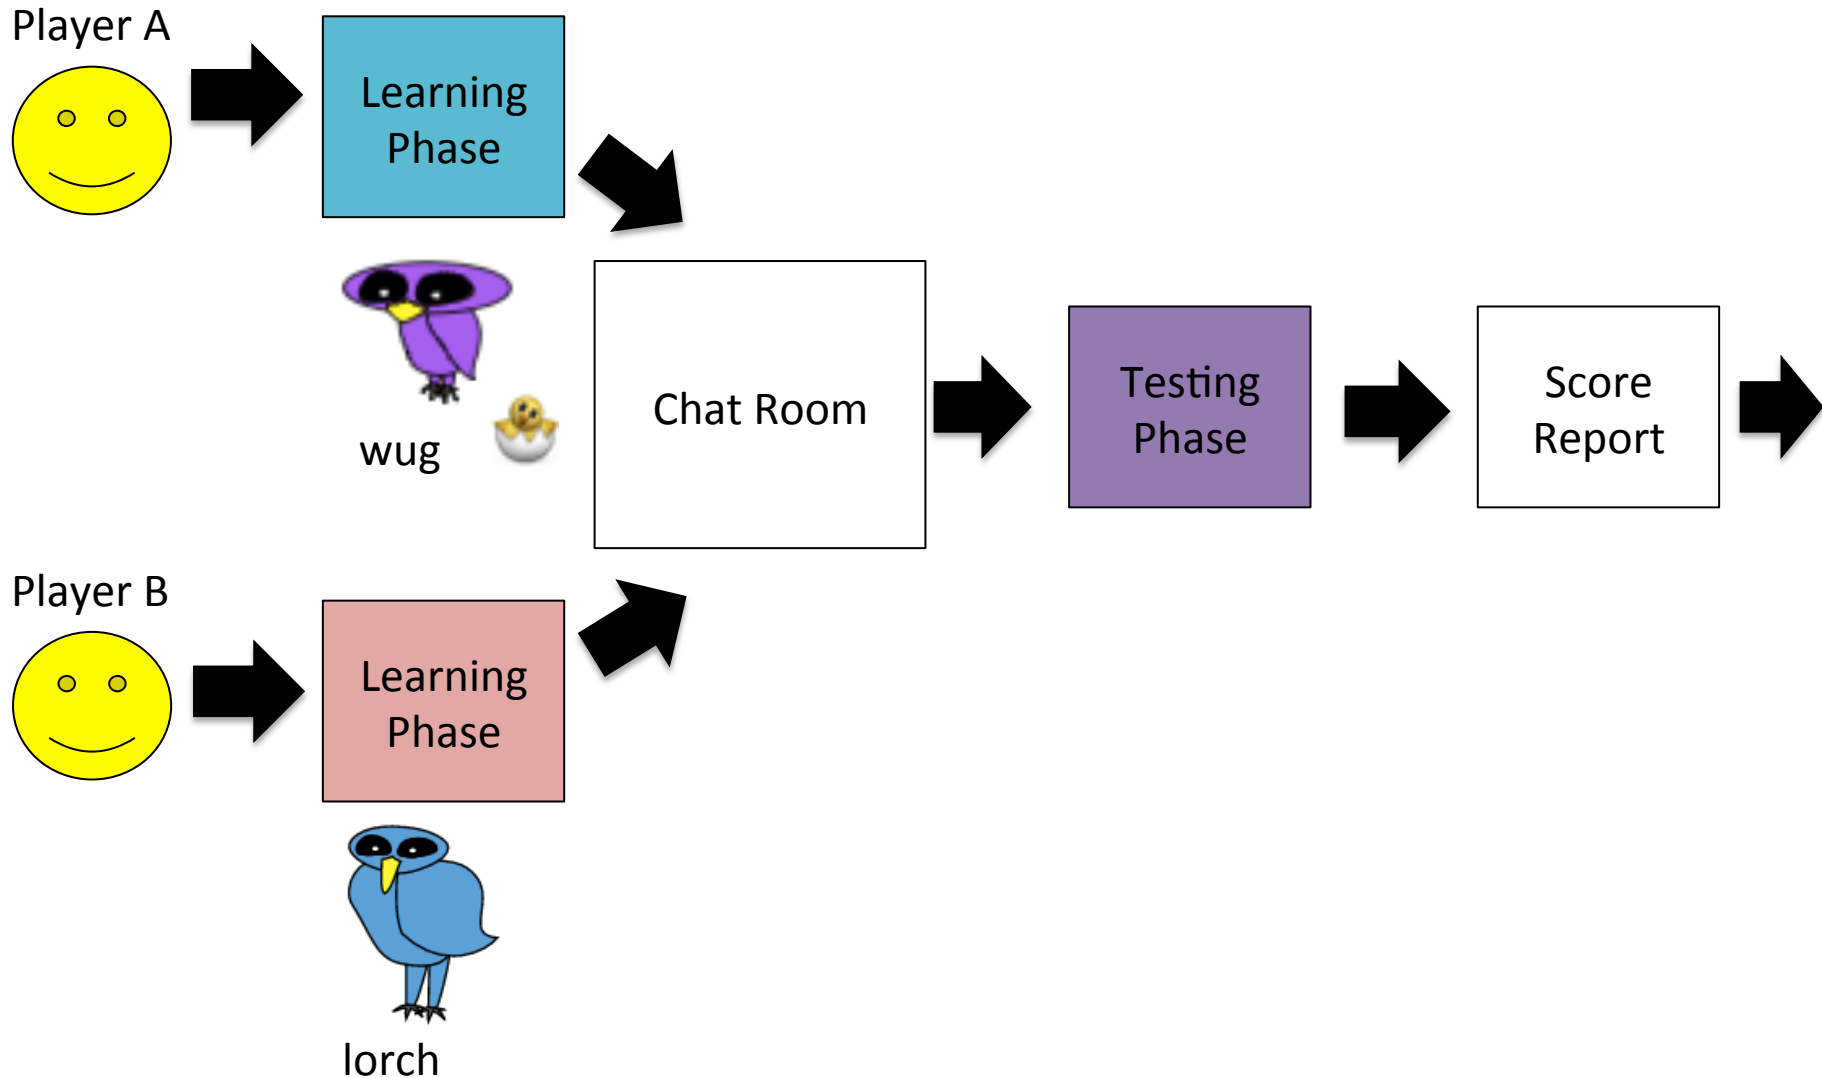 Player A
Learning
Phase
wug
Chat Room
Testing
Phase
Score
Report
Player B
Learning
Phase
lorch